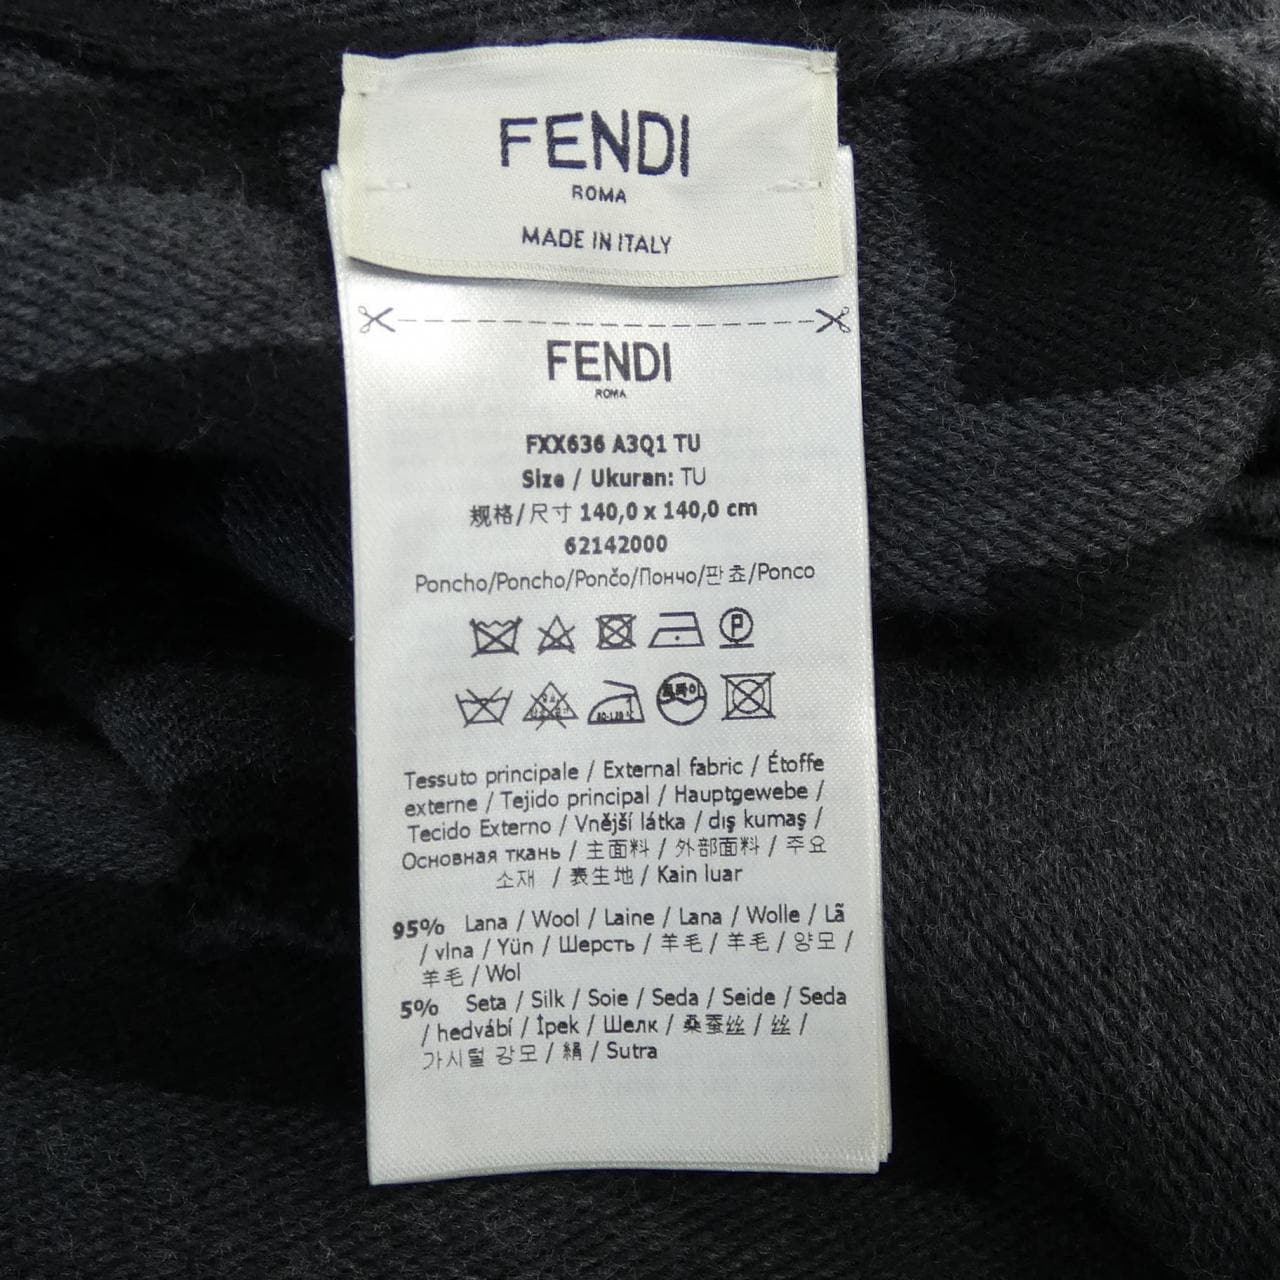 FENDI
ROMA
MADE IN ITALY
FENDI
ROMA
FXX636 A3Q1 TU
Size / Ukuran: TU
规格/尺寸 140,0 x 140,0 cm
62142000
Poncho/Poncho/Pončo/Пончо/판초/Ponco
P
Tessuto principale / External fabric / Étoffe
externe / Tejido principal / Hauptgewebe /
Tecido Externo / Vnější látka / dış kumaş /
Основная ткань / 主面料 / 外部面料 / 주요
소재 / 表生地 / Kain luar
95% Lana / Wool / Laine / Lana / Wolle / Lã
/ vlna / Yün / Шерсть / 羊毛 / 羊毛 / 양모 /
羊毛 / Wol
5% Seta / Silk / Soie / Seda / Seide / Seda
/ hedvábí / İpek / Шелк / 桑蚕丝 / 丝 /
가시털 강모 / 絹 / Sutra